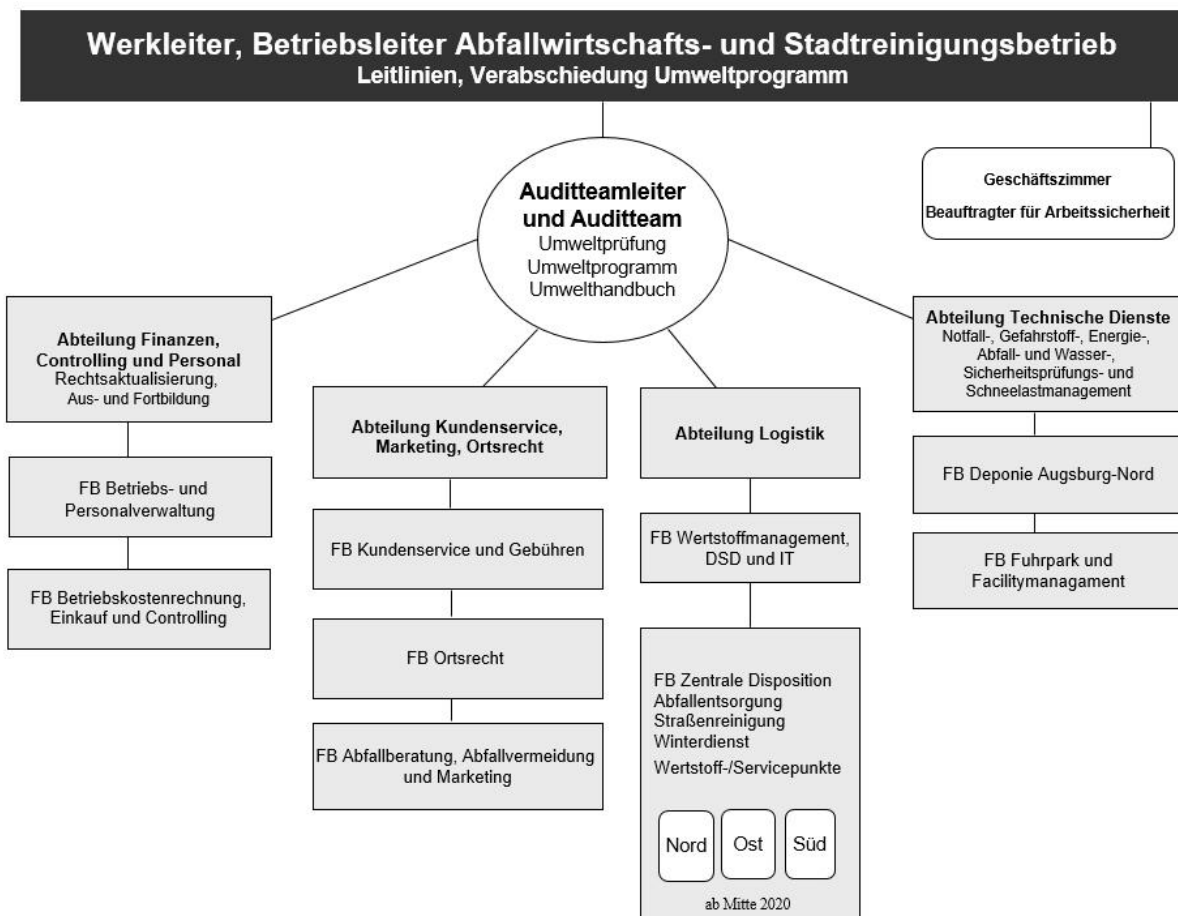 Werkleiter, Betriebsleiter Abfallwirtschafts- und Stadtreinigungsbetrieb
Leitlinien, Verabschiedung Umweltprogramm
Auditteamleiter
und Auditteam
Umweltprüfung
Umweltprogramm
Umwelthandbuch
Geschäftszimmer
Beauftragter für Arbeitssicherheit
Abteilung Finanzen,
Controlling und Personal
Rechtsaktualisierung,
Aus- und Fortbildung
FB Betriebs- und
Personalverwaltung
FB Betriebskostenrechnung,
Einkauf und Controlling
Abteilung Kundenservice,
Marketing, Ortsrecht
FB Kundenservice und Gebühren
FB Ortsrecht
FB Abfallberatung, Abfallvermeidung
und Marketing
Abteilung Logistik
FB Wertstoffmanagement,
DSD und IT
FB Zentrale Disposition
Abfallentsorgung
Straßenreinigung
Winterdienst
Wertstoff-/Servicepunkte
Nord Ost Süd
ab Mitte 2020
Abteilung Technische Dienste
Notfall-, Gefahrstoff-, Energie-,
Abfall- und Wasser-,
Sicherheitsprüfungs- und
Schneelastmanagement
FB Deponie Augsburg-Nord
FB Fuhrpark und
Facilitymanagament